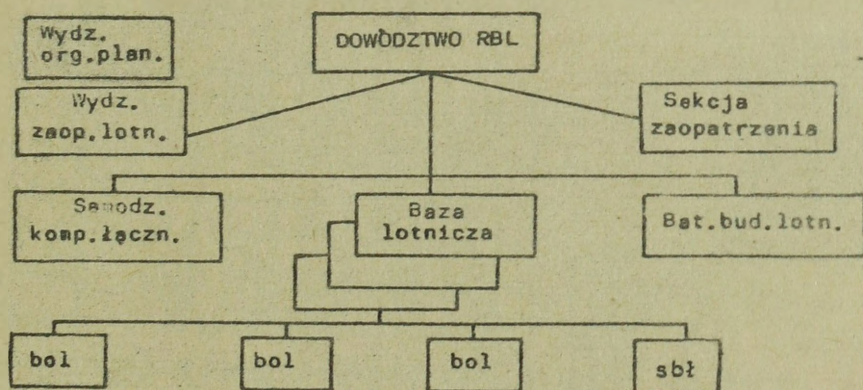 Wydz.
org.plan.
DOWÓDZTWO RBL
Wydz.
zaop.lotn.
Sekcja
zaopatrzenia
Samodz.
komp.łączn.
Baza
lotnicza
Bat.bud.lotn.
bol
bol
bol
sbł